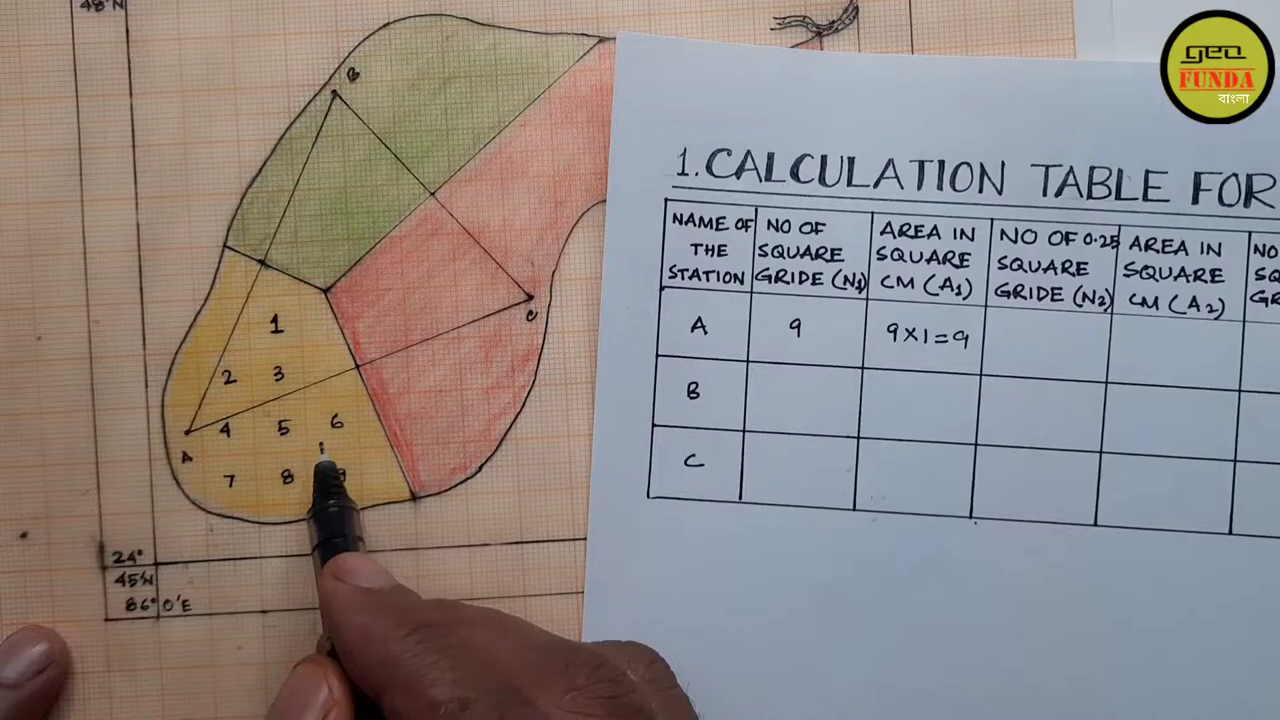 48'N
B
C
1
2 3
4 5 6
A
7 8 9
24°
45'N
86° 0'E
GEO
FUNDA
বাংলা
1. CALCULATION TABLE FOR
NAME OF THE STATION
NO OF SQUARE GRIDE (N1)
AREA IN SQUARE CM (A1)
NO OF 0.25 SQUARE GRIDE (N2)
AREA IN SQUARE CM (A2)
NO
A 9 9×1=9
B
C